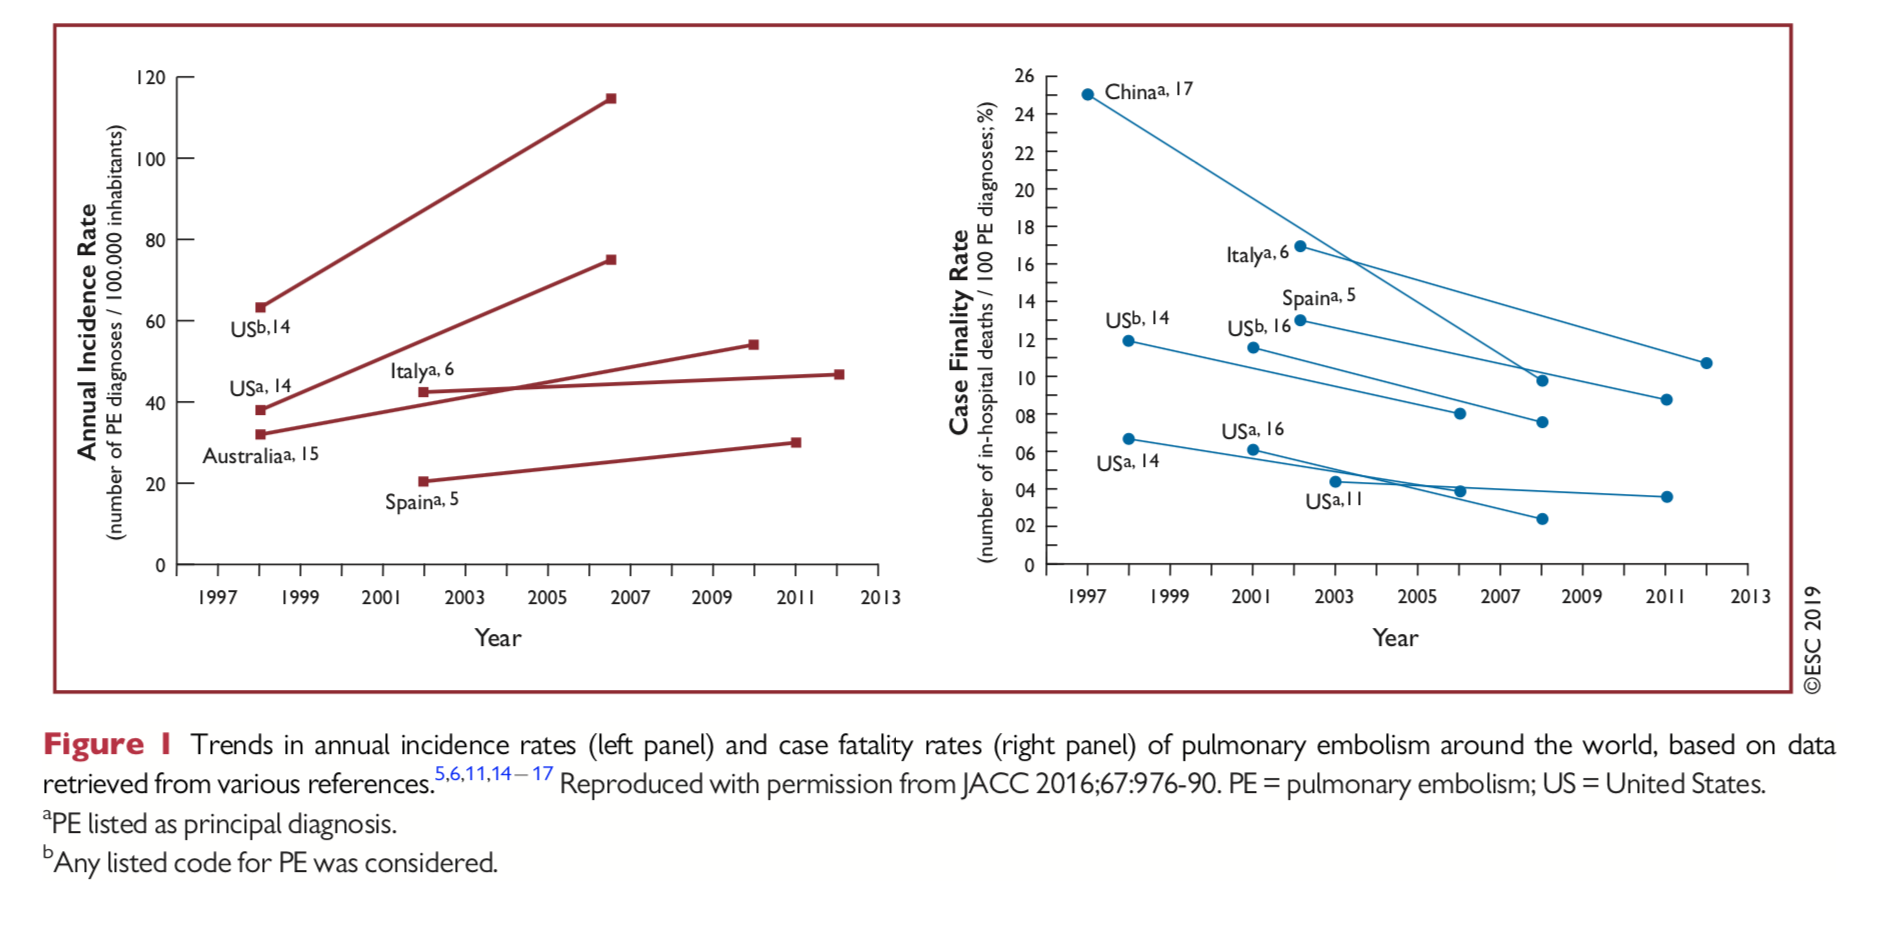 120
100
80
60
40
20
0
Annual Incidence Rate
(number of PE diagnoses / 100.000 inhabitants)
USb,14
USa, 14
Italya, 6
Australiaa, 15
Spaina, 5
1997 1999 2001 2003 2005 2007 2009 2011 2013
Year
26
24
22
20
18
16
14
12
10
08
06
04
02
0
Case Finality Rate
(number of in-hospital deaths / 100 PE diagnoses; %)
Chinaa, 17
Italya, 6
Spaina, 5
USb, 14
USb, 16
USa, 16
USa, 14
USa,11
1997 1999 2001 2003 2005 2007 2009 2011 2013
Year
©ESC 2019
Figure 1 Trends in annual incidence rates (left panel) and case fatality rates (right panel) of pulmonary embolism around the world, based on data
retrieved from various references.5,6,11,14–17 Reproduced with permission from JACC 2016;67:976-90. PE = pulmonary embolism; US = United States.
aPE listed as principal diagnosis.
bAny listed code for PE was considered.